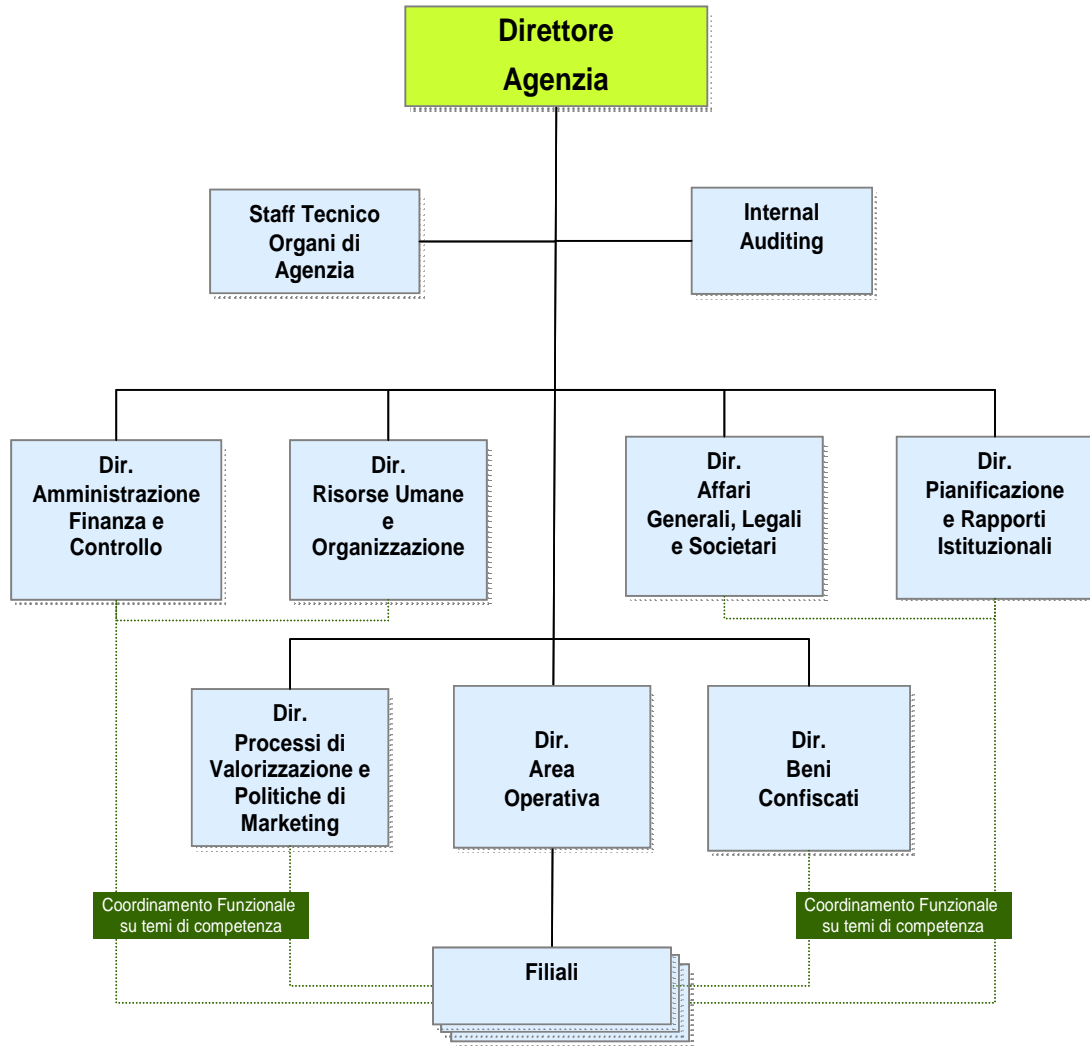 Direttore
Agenzia
Staff Tecnico
Organi di
Agenzia
Internal
Auditing
Dir.
Amministrazione
Finanza e
Controllo
Dir.
Risorse Umane
e
Organizzazione
Dir.
Affari
Generali, Legali
e Societari
Dir.
Pianificazione
e Rapporti
Istituzionali
Dir.
Processi di
Valorizzazione e
Politiche di
Marketing
Dir.
Area
Operativa
Dir.
Beni
Confiscati
Coordinamento Funzionale
su temi di competenza
Coordinamento Funzionale
su temi di competenza
Filiali